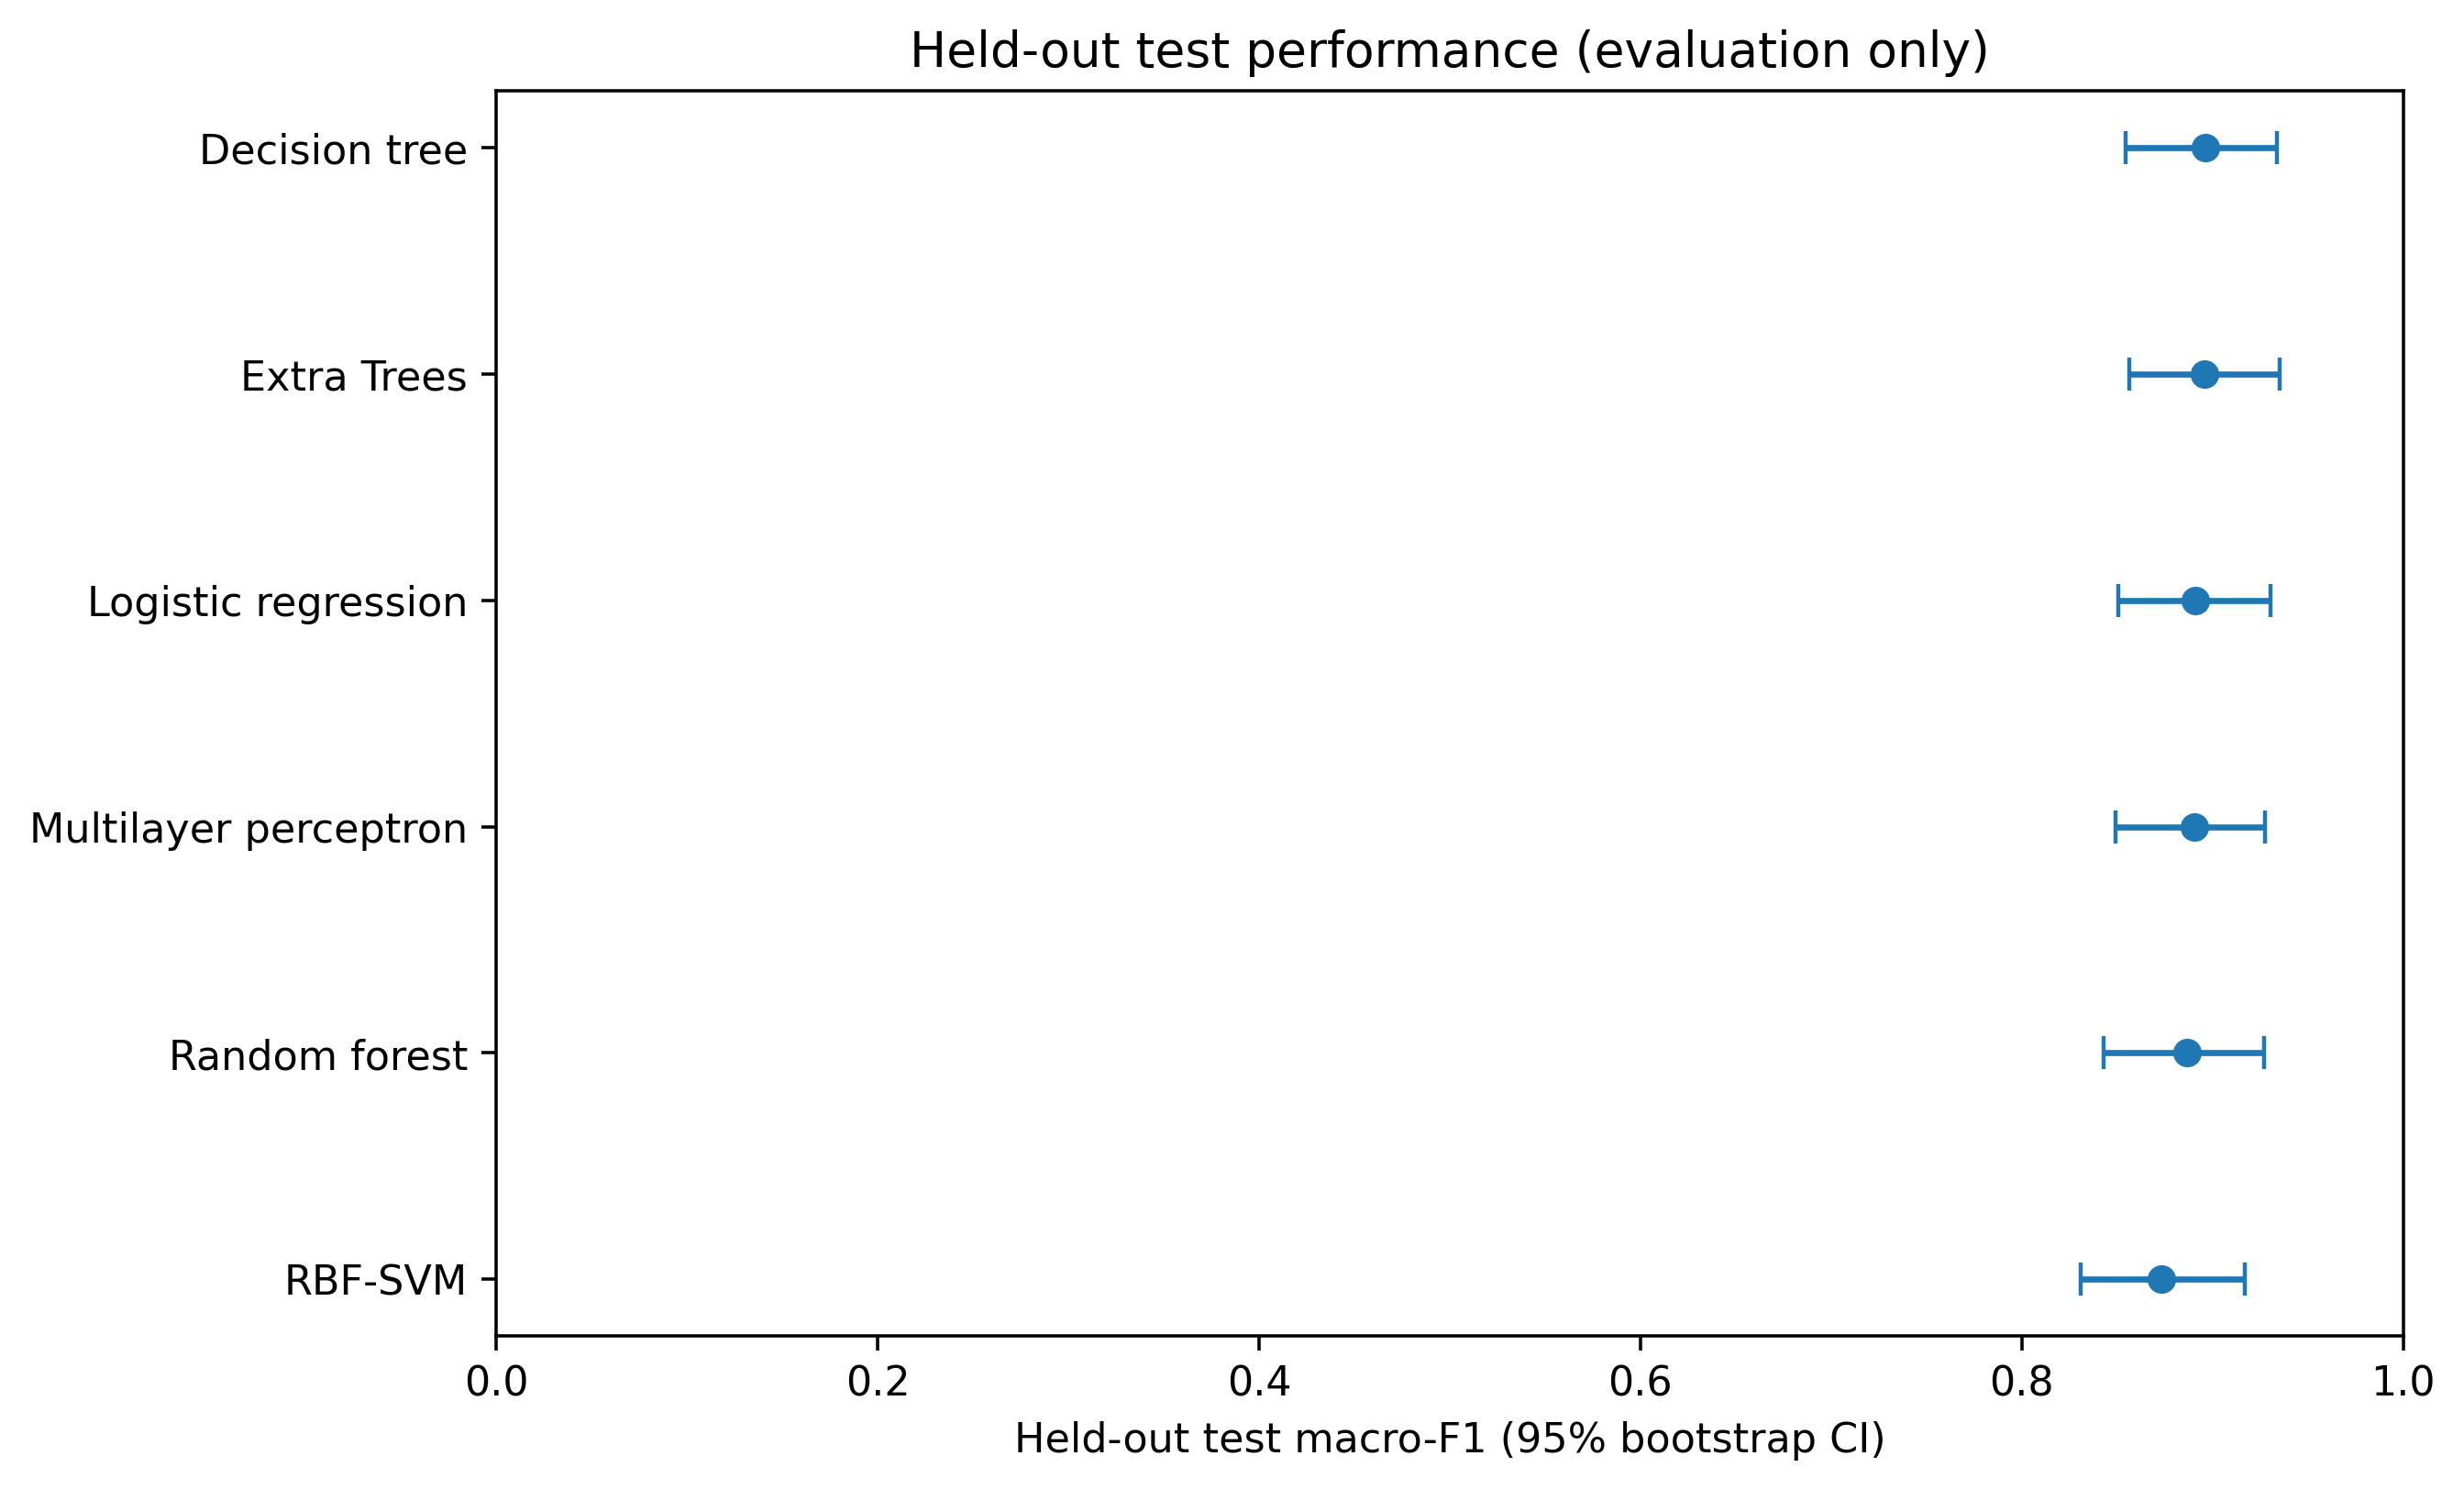 Held-out test performance (evaluation only)
Decision tree
Extra Trees
Logistic regression
Multilayer perceptron
Random forest
RBF-SVM
0.0 0.2 0.4 0.6 0.8 1.0
Held-out test macro-F1 (95% bootstrap CI)